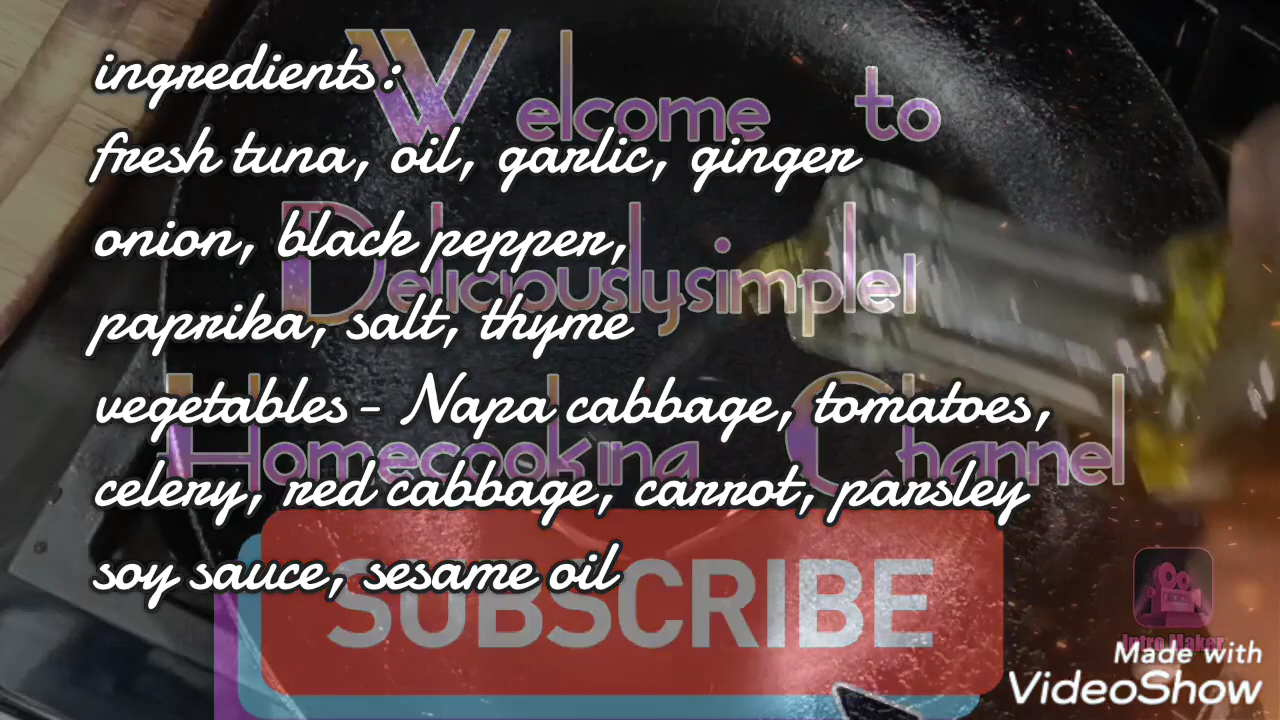 ingredients:
fresh tuna, oil, garlic, ginger
onion, black pepper,
paprika, salt, thyme
vegetables - Napa cabbage, tomatoes,
celery, red cabbage, carrot, parsley
soy sauce, sesame oil
Welcome to
Deliciouslysimple1
Homecooking Channel
SUBSCRIBE
Intro Maker
Made with
VideoShow